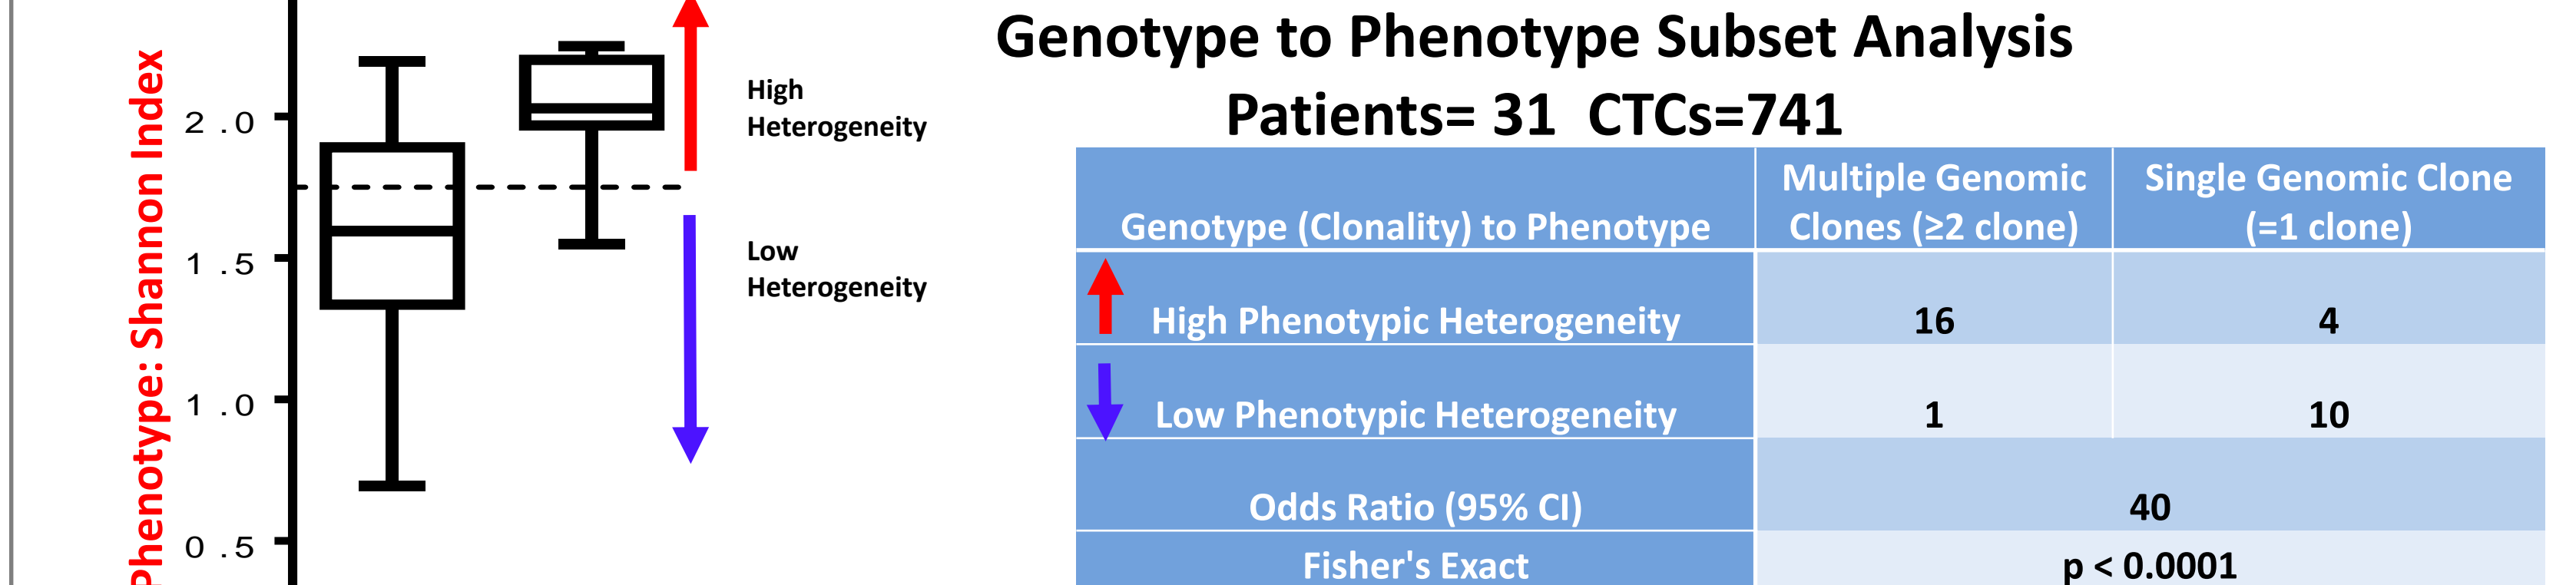 Genotype to Phenotype Subset Analysis
Patients= 31 CTCs=741
Phenotype: Shannon Index
2.0
1.5
1.0
0.5
High
Heterogeneity
Low
Heterogeneity
Genotype (Clonality) to Phenotype
Multiple Genomic
Clones (≥2 clone)
Single Genomic Clone
(=1 clone)
High Phenotypic Heterogeneity
16
4
Low Phenotypic Heterogeneity
1
10
Odds Ratio (95% CI)
40
Fisher's Exact
p < 0.0001